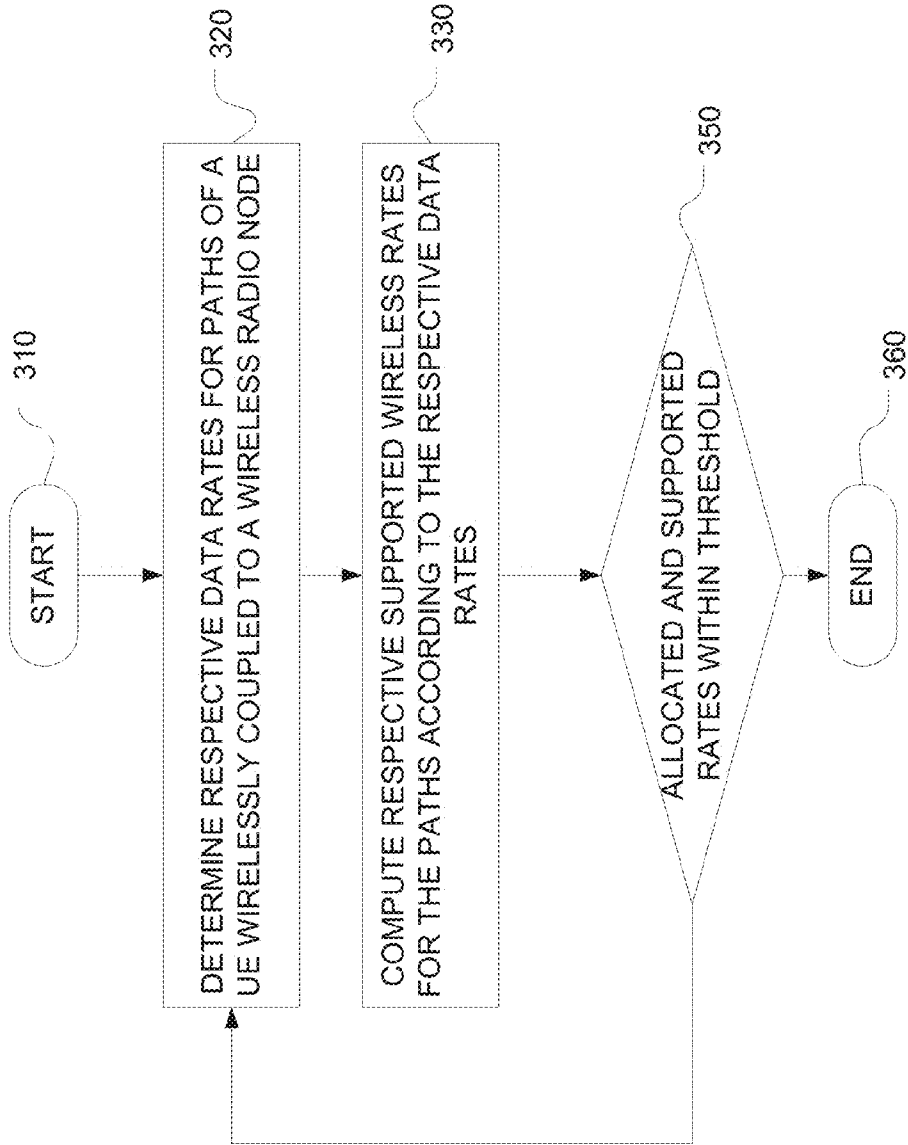 START
310
DETERMINE RESPECTIVE DATA RATES FOR PATHS OF A
UE WIRELESSLY COUPLED TO A WIRELESS RADIO NODE
320
COMPUTE RESPECTIVE SUPPORTED WIRELESS RATES
FOR THE PATHS ACCORDING TO THE RESPECTIVE DATA
RATES
330
ALLOCATED AND SUPPORTED
RATES WITHIN THRESHOLD
350
END
360